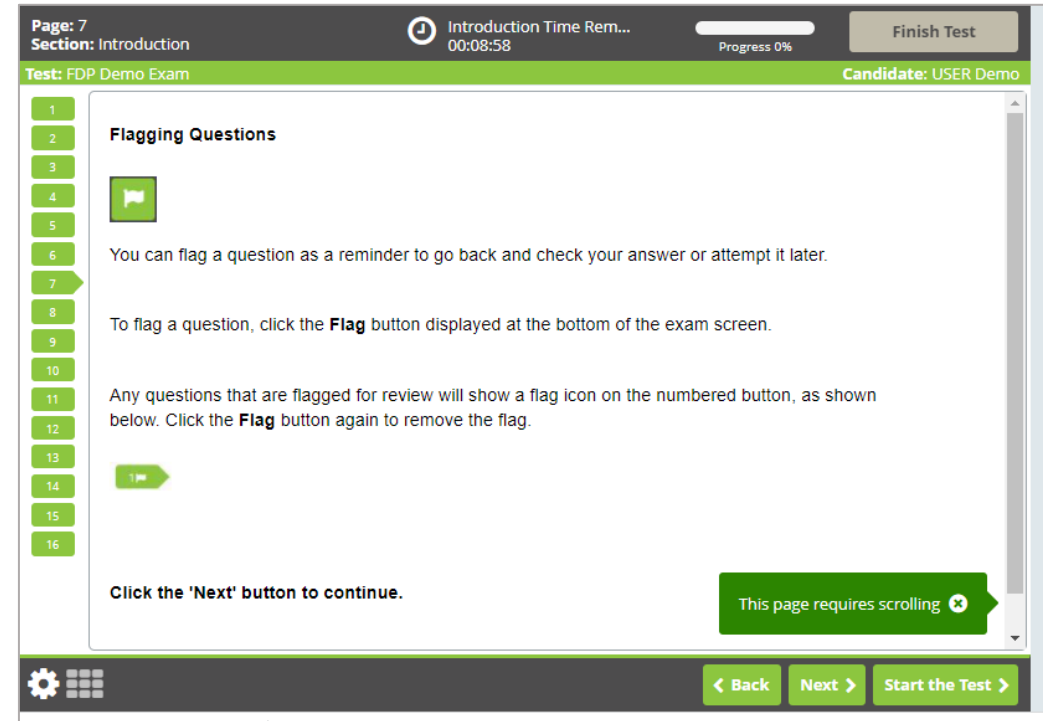 Page: 7
Section: Introduction
Introduction Time Rem...
00:08:58
Progress 0%
Finish Test
Test: FDP Demo Exam
Candidate: USER Demo
1
2
3
4
5
6
7
8
9
10
11
12
13
14
15
16
Flagging Questions
You can flag a question as a reminder to go back and check your answer or attempt it later.
To flag a question, click the Flag button displayed at the bottom of the exam screen.
Any questions that are flagged for review will show a flag icon on the numbered button, as shown
below. Click the Flag button again to remove the flag.
1
Click the 'Next' button to continue.
This page requires scrolling
Back
Next
Start the Test